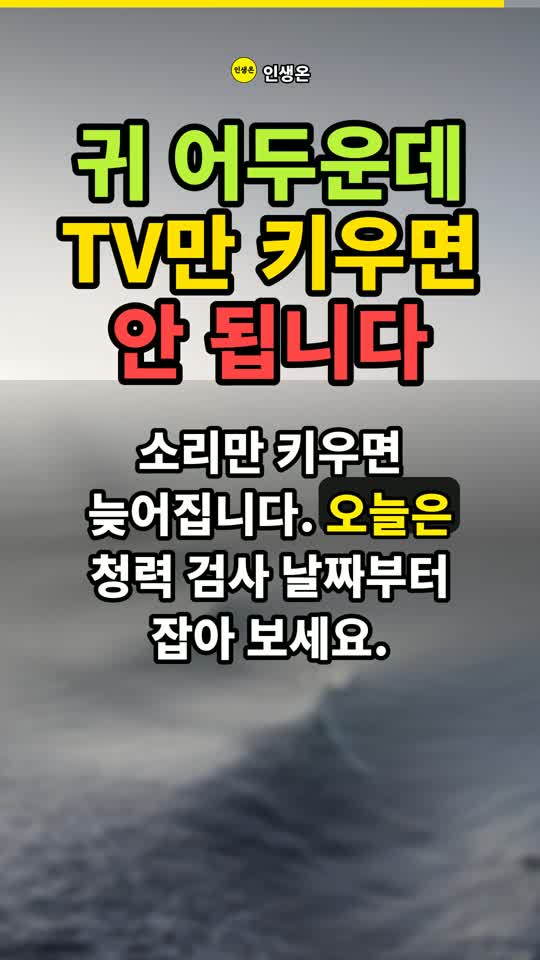 인생온 인생온
귀 어두운데
TV만 키우면
안 됩니다
소리만 키우면
늦어집니다. 오늘은
청력 검사 날짜부터
잡아 보세요.